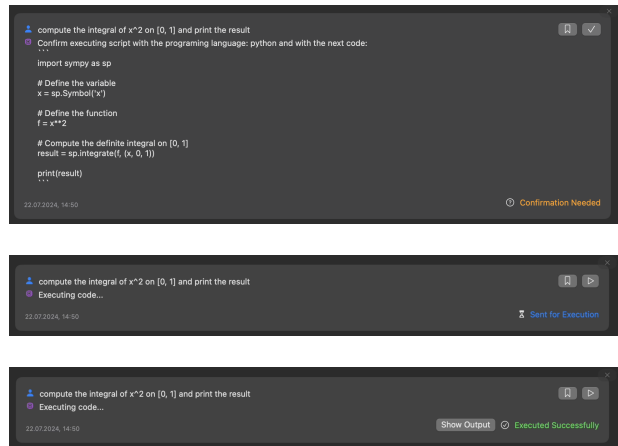 compute the integral of x^2 on [0, 1] and print the result
Confirm executing script with the programing language: python and with the next code:
```
import sympy as sp
# Define the variable
x = sp.Symbol('x')
# Define the function
f = x**2
# Compute the definite integral on [0, 1]
result = sp.integrate(f, (x, 0, 1))
print(result)
```
22.07.2024, 14:50
Confirmation Needed
compute the integral of x^2 on [0, 1] and print the result
Executing code...
22.07.2024, 14:50
Sent for Execution
compute the integral of x^2 on [0, 1] and print the result
Executing code...
22.07.2024, 14:50
Show Output
Executed Successfully